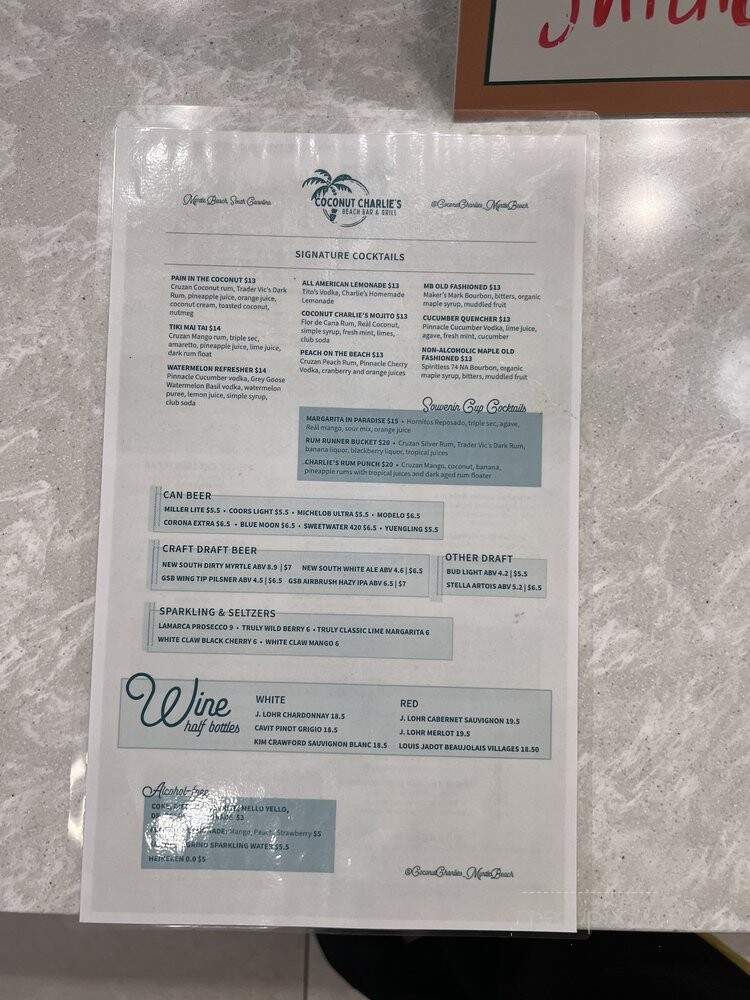 Myrtle Beach, South Carolina
COCONUT CHARLIE'S
BEACH BAR & GRILL
@CoconutCharlies_MyrtleBeach
SIGNATURE COCKTAILS
PAIN IN THE COCONUT $13
Cruzan Coconut rum, Trader Vic's Dark
Rum, pineapple juice, orange juice,
coconut cream, toasted coconut,
nutmeg
TIKI MAI TAI $14
Cruzan Mango rum, triple sec,
amaretto, pineapple juice, lime juice,
dark rum float
WATERMELON REFRESHER $14
Pinnacle Cucumber vodka, Grey Goose
Watermelon Basil vodka, watermelon
puree, lemon juice, simple syrup,
club soda
ALL AMERICAN LEMONADE $13
Tito's Vodka, Charlie's Homemade
Lemonade
COCONUT CHARLIE'S MOJITO $13
Flor de Cana Rum, Reàl Coconut,
simple syrup, fresh mint, limes,
club soda
PEACH ON THE BEACH $13
Cruzan Peach Rum, Pinnacle Cherry
Vodka, cranberry and orange juices
MB OLD FASHIONED $13
Maker's Mark Bourbon, bitters, organic
maple syrup, muddled fruit
CUCUMBER QUENCHER $13
Pinnacle Cucumber Vodka, lime juice,
agave, fresh mint, cucumber
NON-ALCOHOLIC MAPLE OLD
FASHIONED $13
Spiritless 74 NA Bourbon, organic
maple syrup, bitters, muddled fruit
Souvenir Cup Cocktails
MARGARITA IN PARADISE $15 • Hornitos Reposado, triple sec, agave,
Reàl mango, sour mix, orange juice
RUM RUNNER BUCKET $20 • Cruzan Silver Rum, Trader Vic's Dark Rum,
banana liquor, blackberry liquor, tropical juices
CHARLIE'S RUM PUNCH $20 • Cruzan Mango, coconut, banana,
pineapple rums with tropical juices and dark aged rum floater
CAN BEER
MILLER LITE $5.5 • COORS LIGHT $5.5 • MICHELOB ULTRA $5.5 • MODELO $6.5
CORONA EXTRA $6.5 • BLUE MOON $6.5 • SWEETWATER 420 $6.5 • YUENGLING $5.5
CRAFT DRAFT BEER
NEW SOUTH DIRTY MYRTLE ABV 8.9 | $7 NEW SOUTH WHITE ALE ABV 4.6 | $6.5
GSB WING TIP PILSNER ABV 4.5 | $6.5 GSB AIRBRUSH HAZY IPA ABV 6.5 | $7
OTHER DRAFT
BUD LIGHT ABV 4.2 | $5.5
STELLA ARTOIS ABV 5.2 | $6.5
SPARKLING & SELTZERS
LAMARCA PROSECCO 9 • TRULY WILD BERRY 6 • TRULY CLASSIC LIME MARGARITA 6
WHITE CLAW BLACK CHERRY 6 • WHITE CLAW MANGO 6
Wine
half bottles
WHITE
J. LOHR CHARDONNAY 18.5
CAVIT PINOT GRIGIO 18.5
KIM CRAWFORD SAUVIGNON BLANC 18.5
RED
J. LOHR CABERNET SAUVIGNON 19.5
J. LOHR MERLOT 19.5
LOUIS JADOT BEAUJOLAIS VILLAGES 18.50
Alcohol-free
MELLO YELLO,
$3
Mango, Peach, Strawberry $5
SPARKLING WATER $5.5
HEINEKEN 0.0 $5
@CoconutCharlies_MyrtleBeach